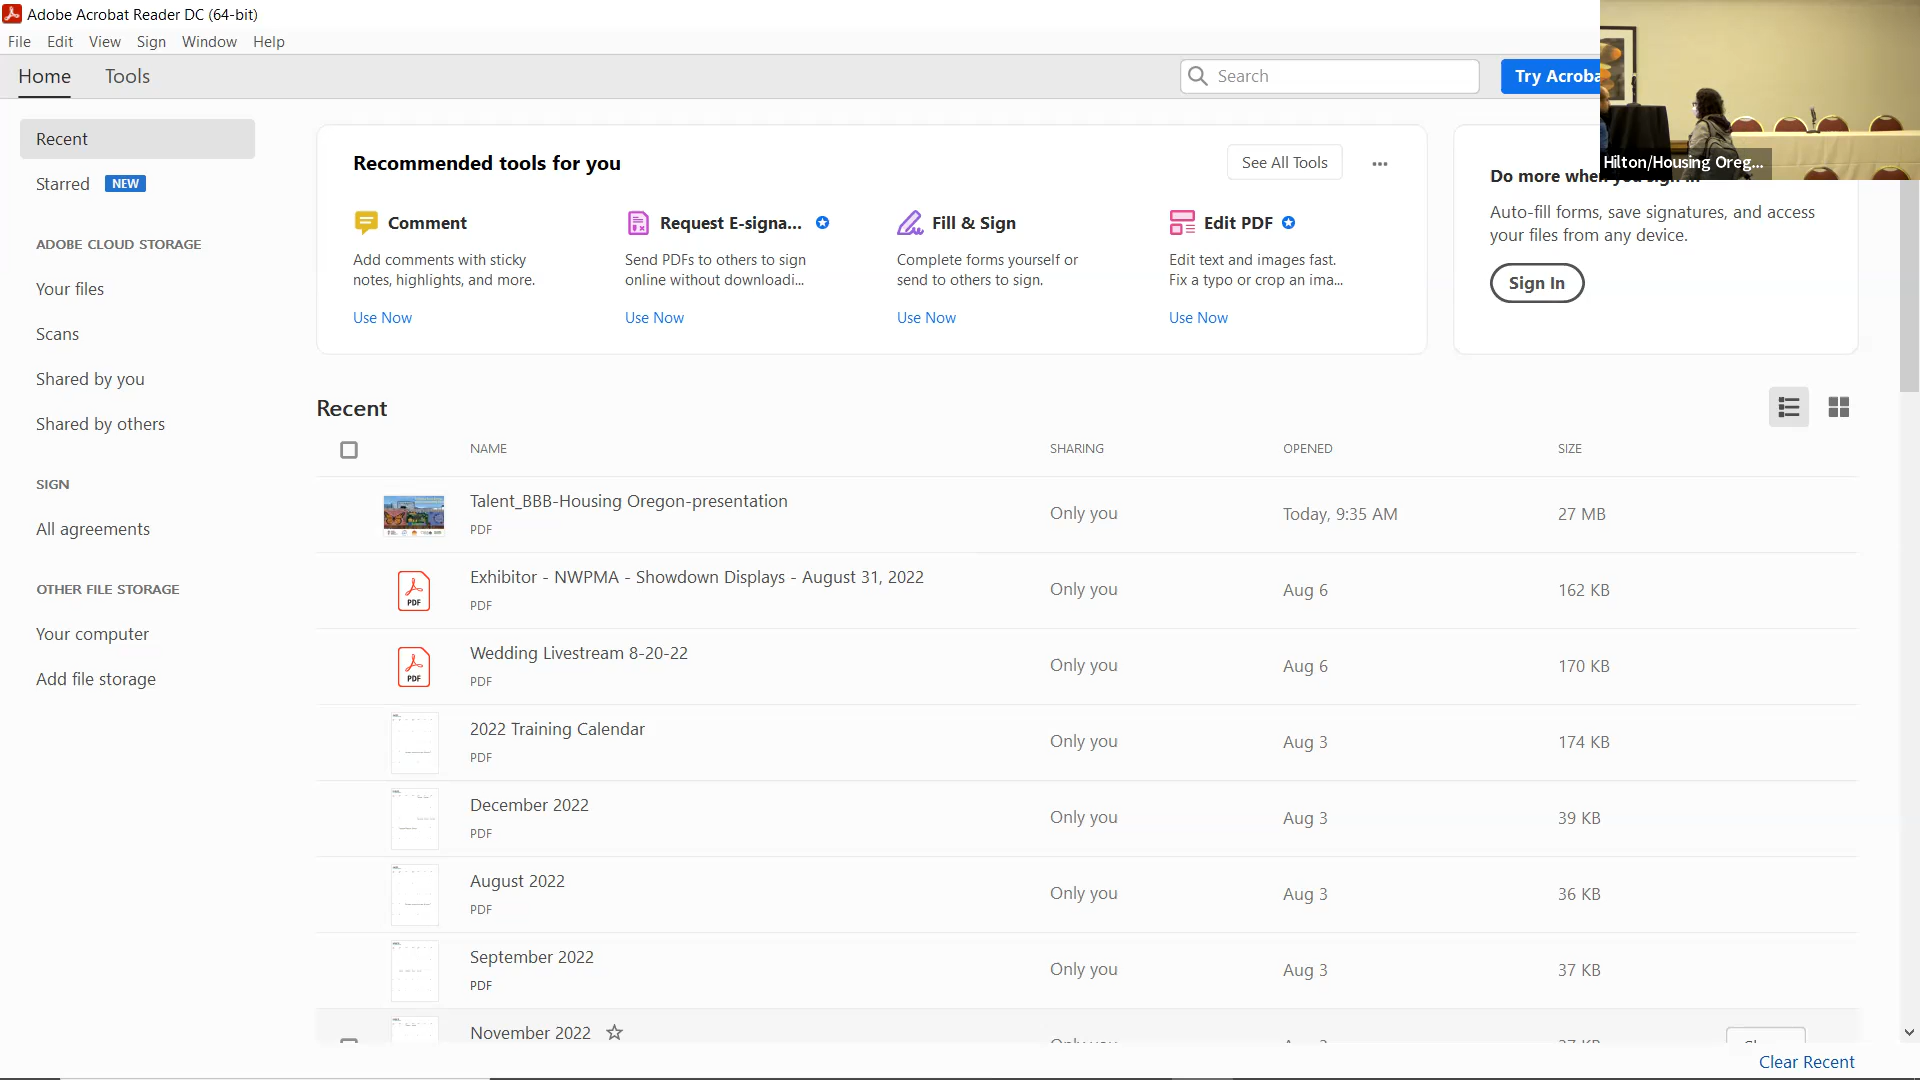 Adobe Acrobat Reader DC (64-bit)
File Edit View Sign Window Help
Home Tools
Search
Try Acroba
Hilton/Housing Oreg...
Recent
Starred NEW
ADOBE CLOUD STORAGE
Your files
Scans
Shared by you
Shared by others
SIGN
All agreements
OTHER FILE STORAGE
Your computer
Add file storage
Recommended tools for you
See All Tools
Comment
Add comments with sticky
notes, highlights, and more.
Use Now
Request E-signa...
Send PDFs to others to sign
online without downloadi...
Use Now
Fill & Sign
Complete forms yourself or
send to others to sign.
Use Now
Edit PDF
Edit text and images fast.
Fix a typo or crop an ima...
Use Now
Do more when you sign in
Auto-fill forms, save signatures, and access
your files from any device.
Sign In
Recent
NAME SHARING OPENED SIZE
Talent_BBB-Housing Oregon-presentation
PDF
Only you Today, 9:35 AM 27 MB
Exhibitor - NWPMA - Showdown Displays - August 31, 2022
PDF
Only you Aug 6 162 KB
Wedding Livestream 8-20-22
PDF
Only you Aug 6 170 KB
2022 Training Calendar
PDF
Only you Aug 3 174 KB
December 2022
PDF
Only you Aug 3 39 KB
August 2022
PDF
Only you Aug 3 36 KB
September 2022
PDF
Only you Aug 3 37 KB
November 2022
Clear Recent